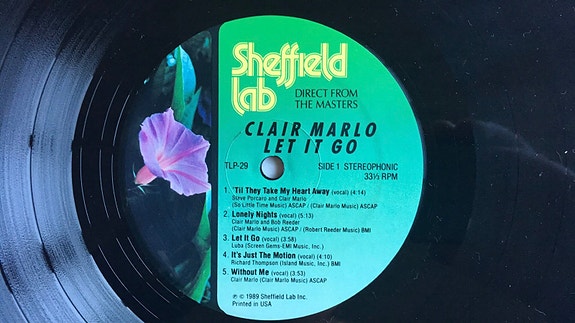 Sheffield
lab
DIRECT FROM
THE MASTERS
CLAIR MARLO
LET IT GO
TLP-29
SIDE 1 STEREOPHONIC
33⅓ RPM
1. 'Til They Take My Heart Away (vocal) (4:14)
Steve Porcaro and Clair Marlo
(So Little Time Music) ASCAP / (Clair Marlo Music) ASCAP
2. Lonely Nights (vocal) (5:13)
Clair Marlo and Bob Reeder
(Clair Marlo Music) ASCAP / (Robert Reeder Music) BMI
3. Let It Go (vocal) (3:58)
Luba (Screen Gems-EMI Music, Inc.)
4. It's Just The Motion (vocal) (4:10)
Richard Thompson (Island Music, Inc.) BMI
5. Without Me (vocal) (3:53)
Clair Marlo (Clair Marlo Music) ASCAP
℗ © 1989 Sheffield Lab Inc.
Printed in USA